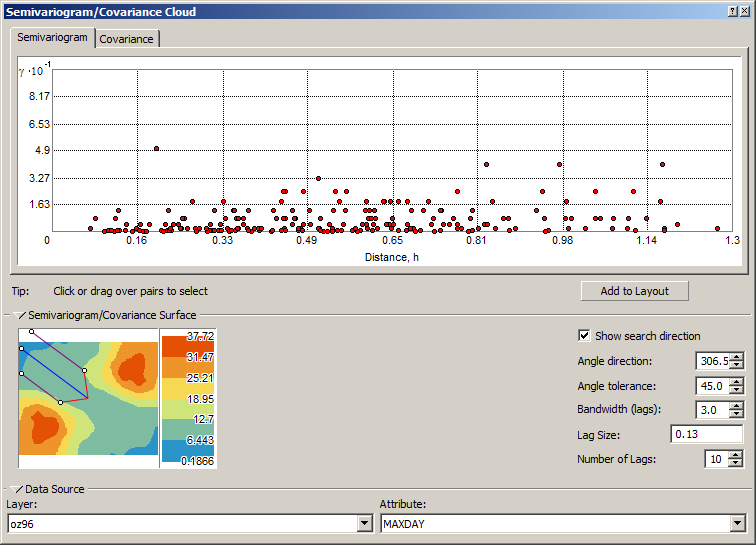 Semivariogram/Covariance Cloud
Semivariogram Covariance
γ·10⁻¹
8.17
6.53
4.9
3.27
1.63
0 0.16 0.33 0.49 0.65 0.81 0.98 1.14 1.3
Distance, h
Tip: Click or drag over pairs to select
Add to Layout
Semivariogram/Covariance Surface
37.72
31.47
25.21
18.95
12.7
6.443
0.1866
Show search direction
Angle direction: 306.5
Angle tolerance: 45.0
Bandwidth (lags): 3.0
Lag Size: 0.13
Number of Lags: 10
Data Source
Layer: Attribute:
oz96 MAXDAY